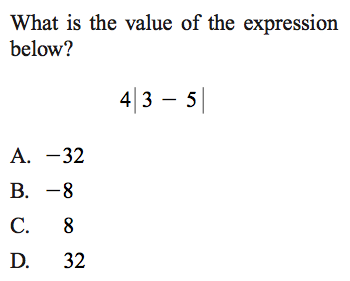 What is the value of the expression
below?
4|3 − 5|
A. −32
B. −8
C. 8
D. 32